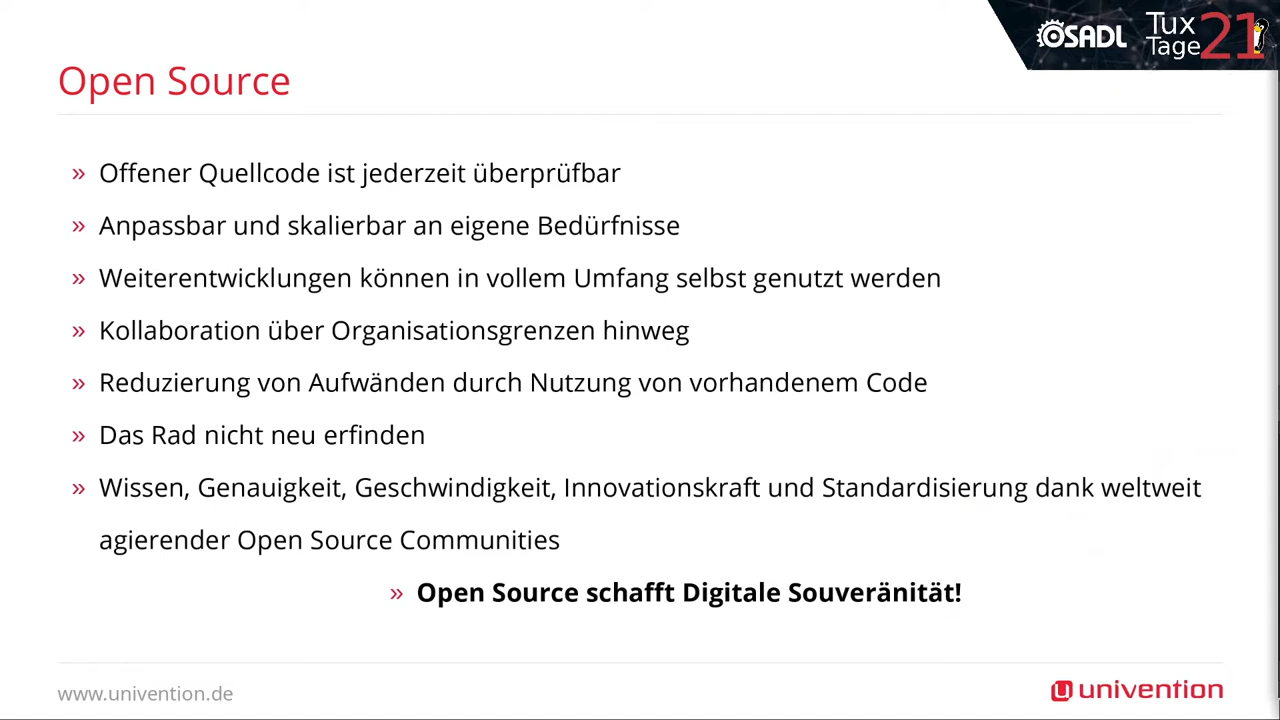 OSADL
Tux
Tage
21
Open Source
» Offener Quellcode ist jederzeit überprüfbar
» Anpassbar und skalierbar an eigene Bedürfnisse
» Weiterentwicklungen können in vollem Umfang selbst genutzt werden
» Kollaboration über Organisationsgrenzen hinweg
» Reduzierung von Aufwänden durch Nutzung von vorhandenem Code
» Das Rad nicht neu erfinden
» Wissen, Genauigkeit, Geschwindigkeit, Innovationskraft und Standardisierung dank weltweit
agierender Open Source Communities
» Open Source schafft Digitale Souveränität!
www.univention.de
univention